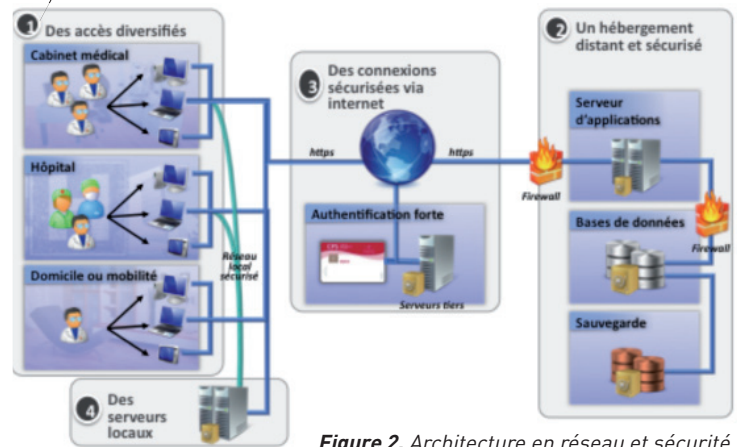 1
Des accès diversifiés
Cabinet médical
Hôpital
Domicile ou mobilité
Réseau
local
sécurisé
4
Des
serveurs
locaux
3
Des connexions
sécurisées via
internet
https
https
Authentification forte
Serveurs tiers
2
Un hébergement
distant et sécurisé
Serveur
d'applications
Firewall
Bases de données
Firewall
Sauvegarde
Figure 2. Architecture en réseau et sécurité